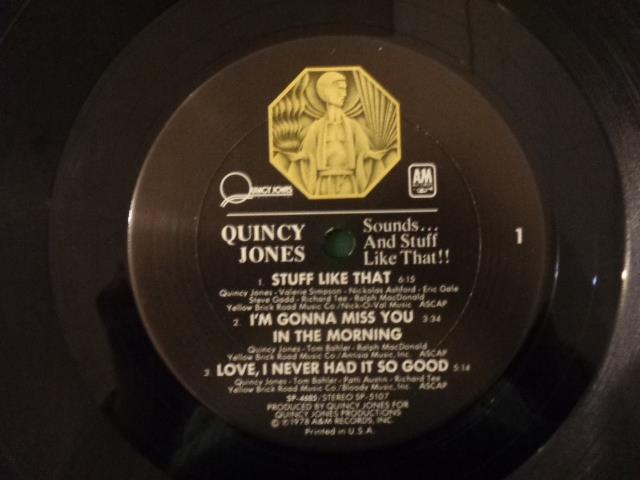 QUINCY JONES
AM
QUINCY
JONES
Sounds...
And Stuff
Like That!!
1
1. STUFF LIKE THAT 6:15
Quincy Jones - Valerie Simpson - Nickolas Ashford - Eric Gale
Steve Gadd - Richard Tee - Ralph MacDonald
Yellow Brick Road Music Co./Nick-O-Val Music ASCAP
2. I'M GONNA MISS YOU 3:34
IN THE MORNING
Quincy Jones - Tom Bahler - Ralph MacDonald
Yellow Brick Road Music Co./Antisia Music, Inc. ASCAP
3. LOVE, I NEVER HAD IT SO GOOD 5:14
Quincy Jones - Tom Bahler - Patti Austin - Richard Tee
Yellow Brick Road Music Co./Bloody Music, Inc. ASCAP
SP-4685/STEREO SP-5107
PRODUCED BY QUINCY JONES FOR
QUINCY JONES PRODUCTIONS
© ℗ 1978 A&M RECORDS, INC.
Printed in U.S.A.